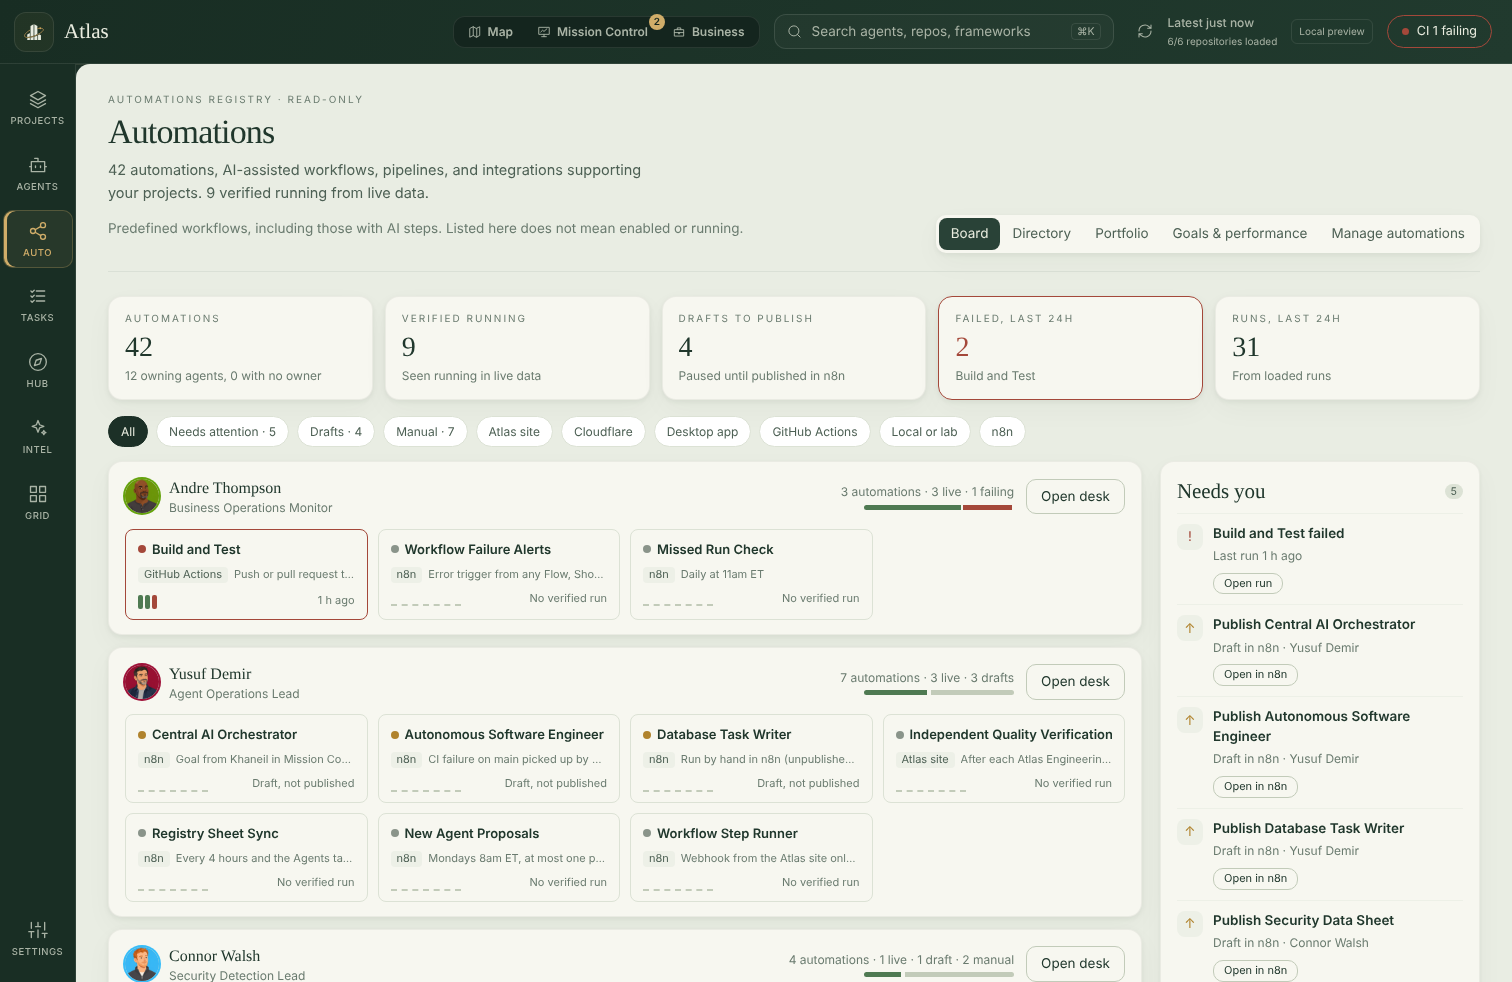 Atlas
Map
Mission Control
2
Business
Search agents, repos, frameworks
⌘K
Latest just now
6/6 repositories loaded
Local preview
CI 1 failing
PROJECTS
AGENTS
AUTO
TASKS
HUB
INTEL
GRID
SETTINGS
AUTOMATIONS REGISTRY · READ-ONLY
Automations
42 automations, AI-assisted workflows, pipelines, and integrations supporting
your projects. 9 verified running from live data.
Predefined workflows, including those with AI steps. Listed here does not mean enabled or running.
Board
Directory
Portfolio
Goals & performance
Manage automations
AUTOMATIONS
42
12 owning agents, 0 with no owner
VERIFIED RUNNING
9
Seen running in live data
DRAFTS TO PUBLISH
4
Paused until published in n8n
FAILED, LAST 24H
2
Build and Test
RUNS, LAST 24H
31
From loaded runs
All
Needs attention · 5
Drafts · 4
Manual · 7
Atlas site
Cloudflare
Desktop app
GitHub Actions
Local or lab
n8n
Andre Thompson
Business Operations Monitor
3 automations · 3 live · 1 failing
Open desk
Build and Test
GitHub Actions Push or pull request t...
1 h ago
Workflow Failure Alerts
n8n Error trigger from any Flow, Sho...
No verified run
Missed Run Check
n8n Daily at 11am ET
No verified run
Yusuf Demir
Agent Operations Lead
7 automations · 3 live · 3 drafts
Open desk
Central AI Orchestrator
n8n Goal from Khaneil in Mission Co...
Draft, not published
Autonomous Software Engineer
n8n CI failure on main picked up by ...
Draft, not published
Database Task Writer
n8n Run by hand in n8n (unpublishe...
Draft, not published
Independent Quality Verification
Atlas site After each Atlas Engineerin...
No verified run
Registry Sheet Sync
n8n Every 4 hours and the Agents ta...
No verified run
New Agent Proposals
n8n Mondays 8am ET, at most one p...
No verified run
Workflow Step Runner
n8n Webhook from the Atlas site onl...
No verified run
Connor Walsh
Security Detection Lead
4 automations · 1 live · 1 draft · 2 manual
Open desk
Needs you
5
!
Build and Test failed
Last run 1 h ago
Open run
Publish Central AI Orchestrator
Draft in n8n · Yusuf Demir
Open in n8n
Publish Autonomous Software
Engineer
Draft in n8n · Yusuf Demir
Open in n8n
Publish Database Task Writer
Draft in n8n · Yusuf Demir
Open in n8n
Publish Security Data Sheet
Draft in n8n · Connor Walsh
Open in n8n